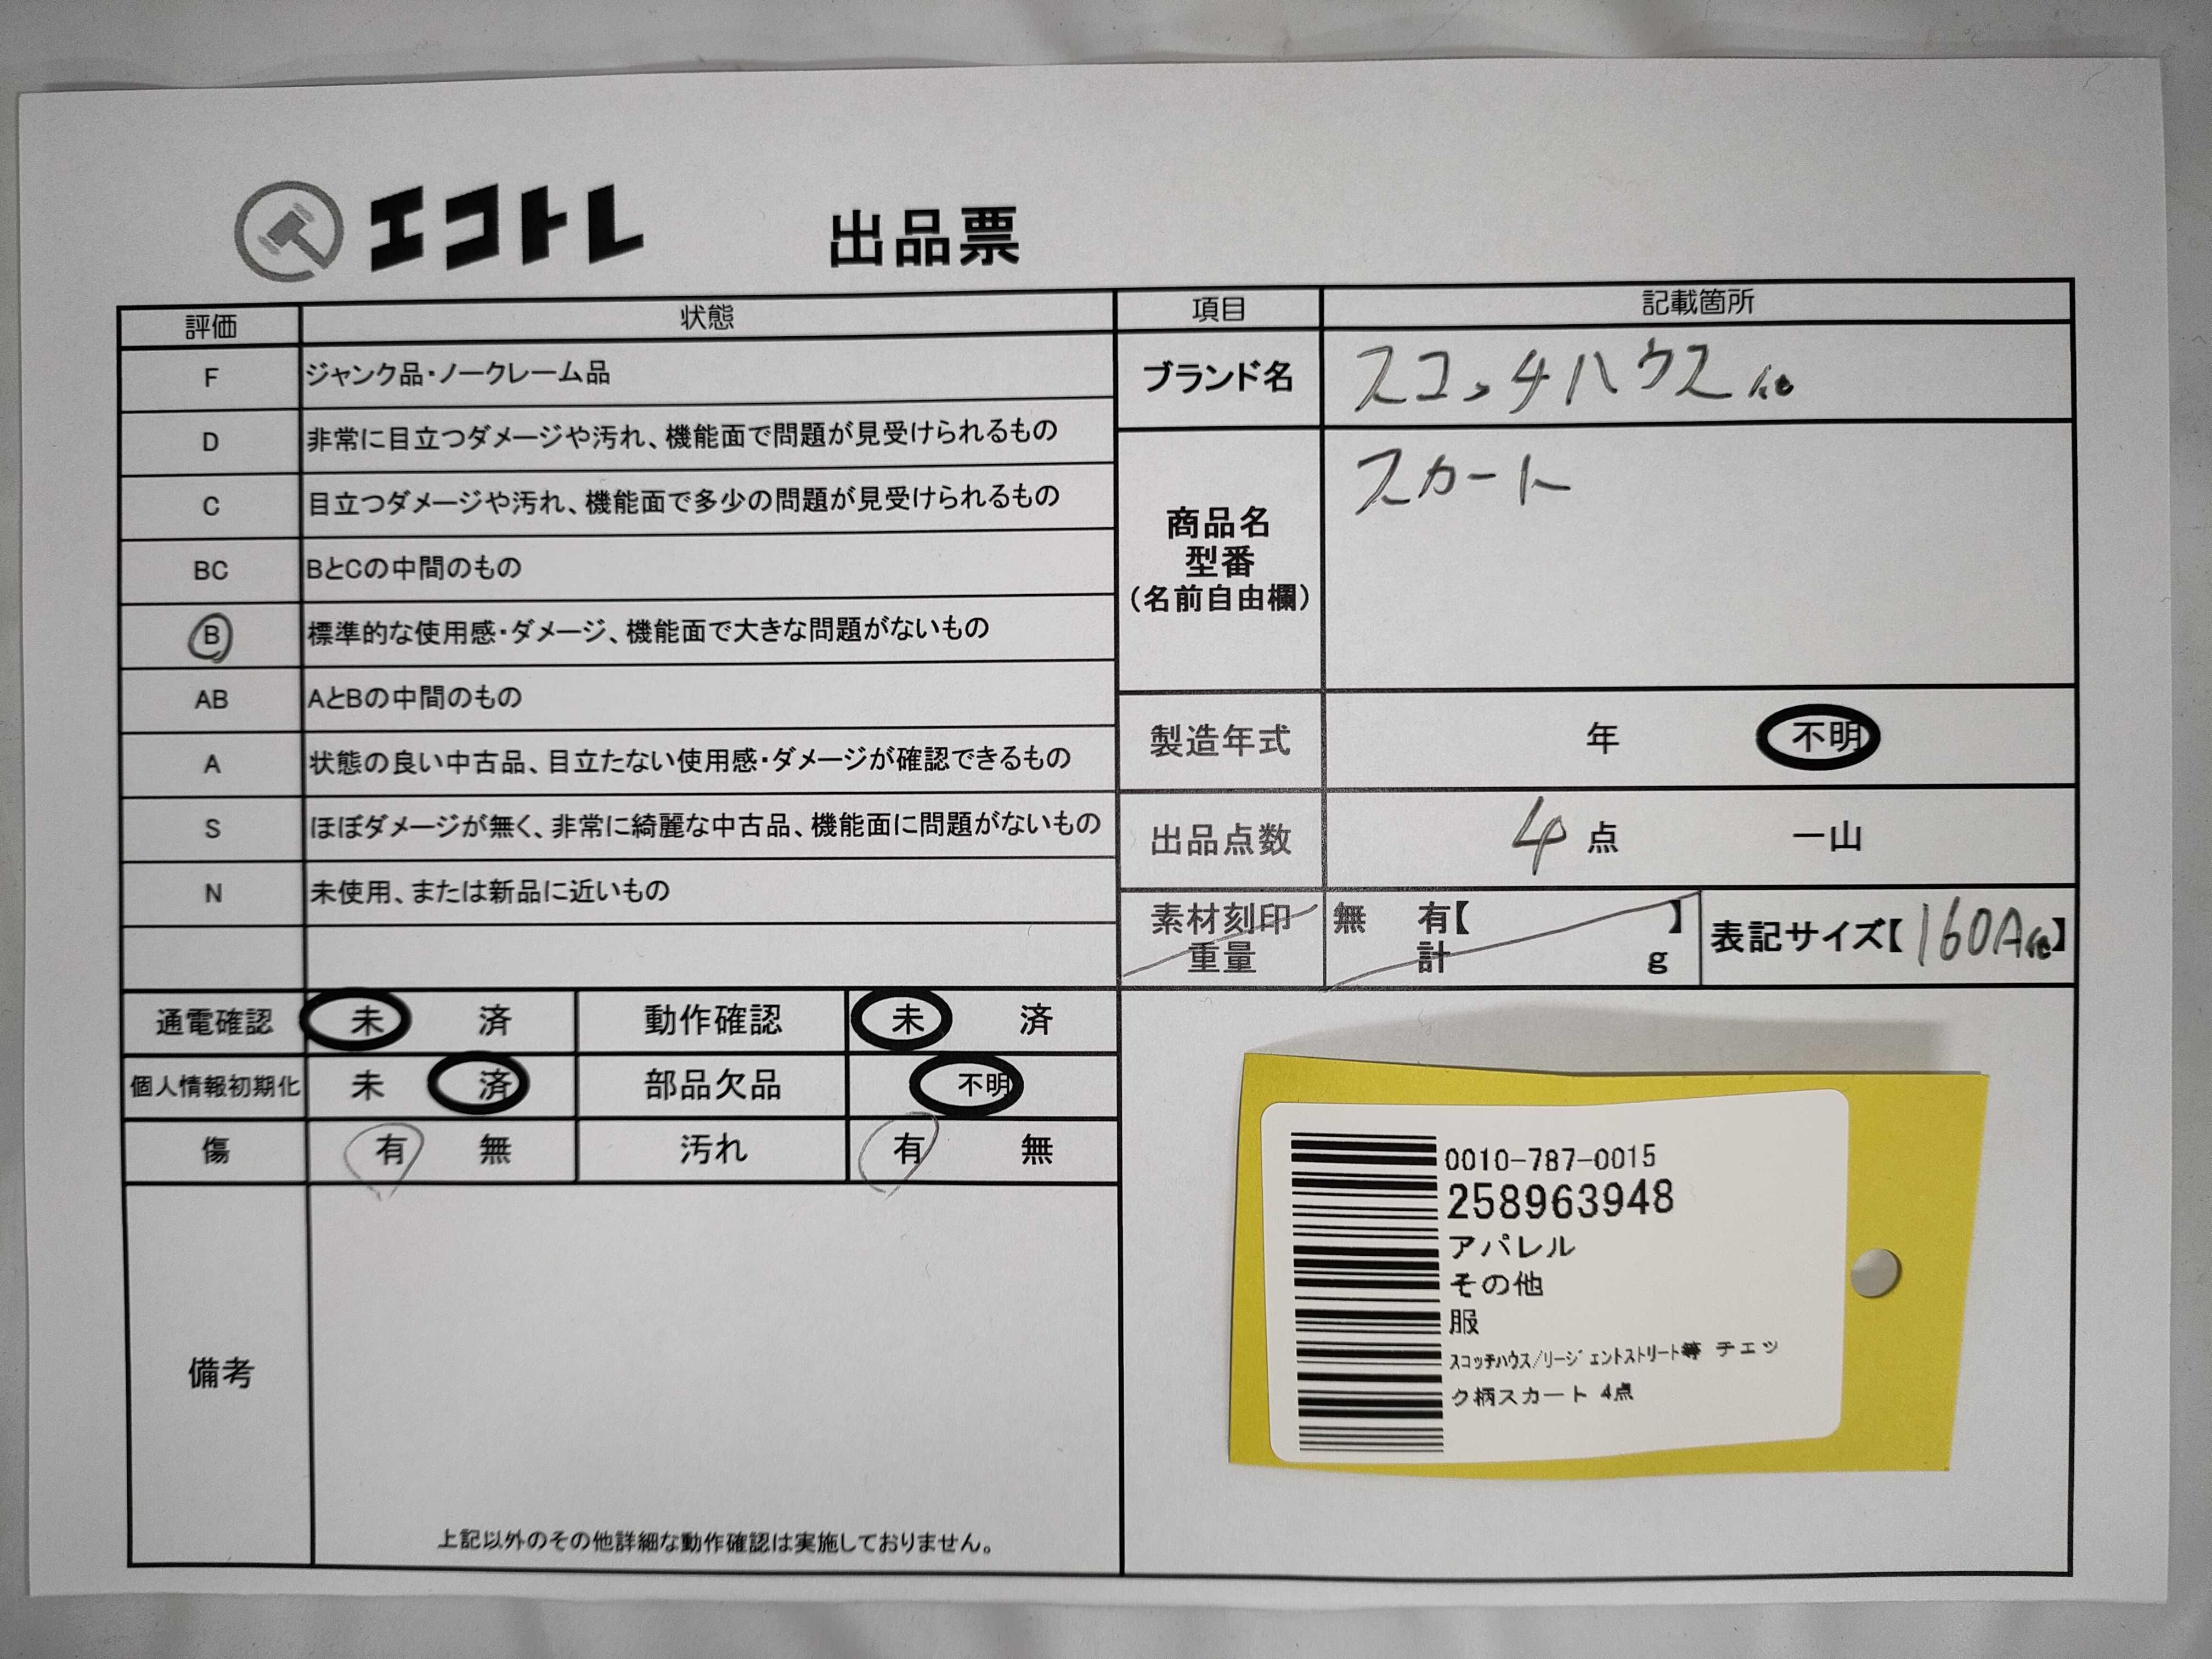 エコトレ 出品票
評価 状態
F ジャンク品・ノークレーム品
D 非常に目立つダメージや汚れ、機能面で問題が見受けられるもの
C 目立つダメージや汚れ、機能面で多少の問題が見受けられるもの
BC BとCの中間のもの
B 標準的な使用感・ダメージ、機能面で大きな問題がないもの
AB AとBの中間のもの
A 状態の良い中古品、目立たない使用感・ダメージが確認できるもの
S ほぼダメージが無く、非常に綺麗な中古品、機能面に問題がないもの
N 未使用、または新品に近いもの
通電確認 未 済 動作確認 未 済
個人情報初期化 未 済 部品欠品 不明
傷 有 無 汚れ 有 無
備考
上記以外のその他詳細な動作確認は実施しておりません。
項目 記載箇所
ブランド名 スコッチハウス他
商品名
型番
(名前自由欄)
スカート
製造年式 年 不明
出品点数 4 点 一山
素材刻印 無 有【 】
重量 計 g
表記サイズ【160A他】
0010-787-0015
258963948
アパレル
その他
服
スコッチハウス/リージェントストリート等 チェッ
ク柄スカート 4点